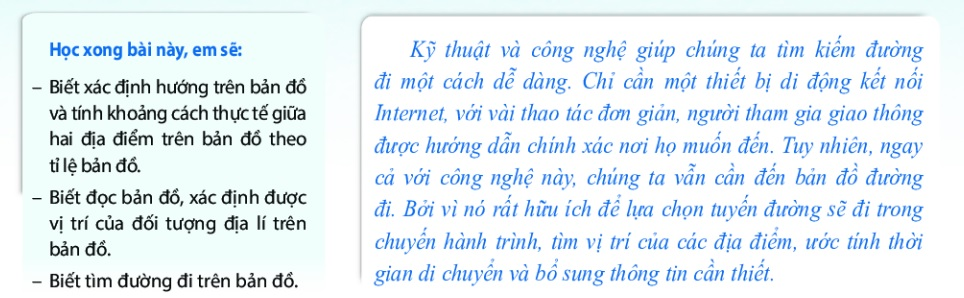 Học xong bài này, em sẽ:
– Biết xác định hướng trên bản đồ
và tính khoảng cách thực tế giữa
hai địa điểm trên bản đồ theo
tỉ lệ bản đồ.
– Biết đọc bản đồ, xác định được
vị trí của đối tượng địa lí trên
bản đồ.
– Biết tìm đường đi trên bản đồ.
Kỹ thuật và công nghệ giúp chúng ta tìm kiếm đường
đi một cách dễ dàng. Chỉ cần một thiết bị di động kết nối
Internet, với vài thao tác đơn giản, người tham gia giao thông
được hướng dẫn chính xác nơi họ muốn đến. Tuy nhiên, ngay
cả với công nghệ này, chúng ta vẫn cần đến bản đồ đường
đi. Bởi vì nó rất hữu ích để lựa chọn tuyến đường sẽ đi trong
chuyến hành trình, tìm vị trí của các địa điểm, ước tính thời
gian di chuyển và bổ sung thông tin cần thiết.